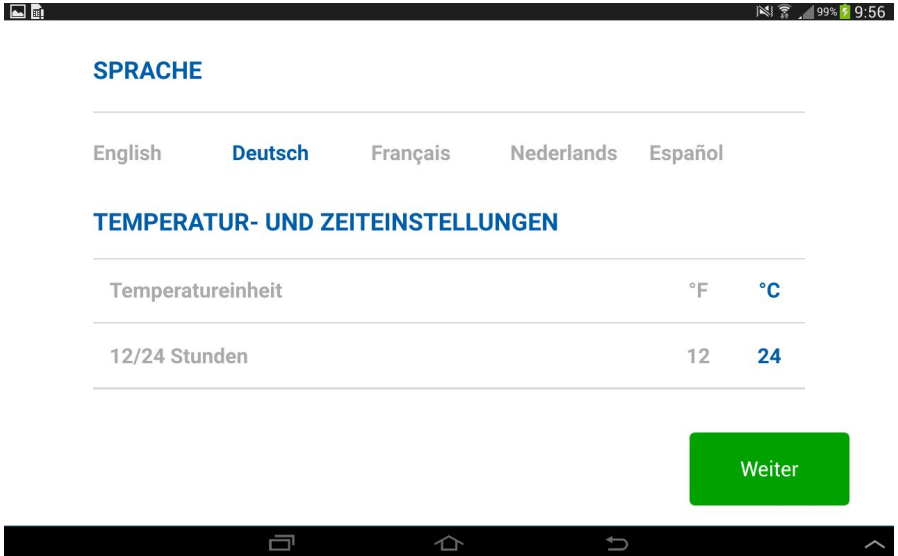 99% 9:56
SPRACHE
English Deutsch Français Nederlands Español
TEMPERATUR- UND ZEITEINSTELLUNGEN
Temperatureinheit °F °C
12/24 Stunden 12 24
Weiter